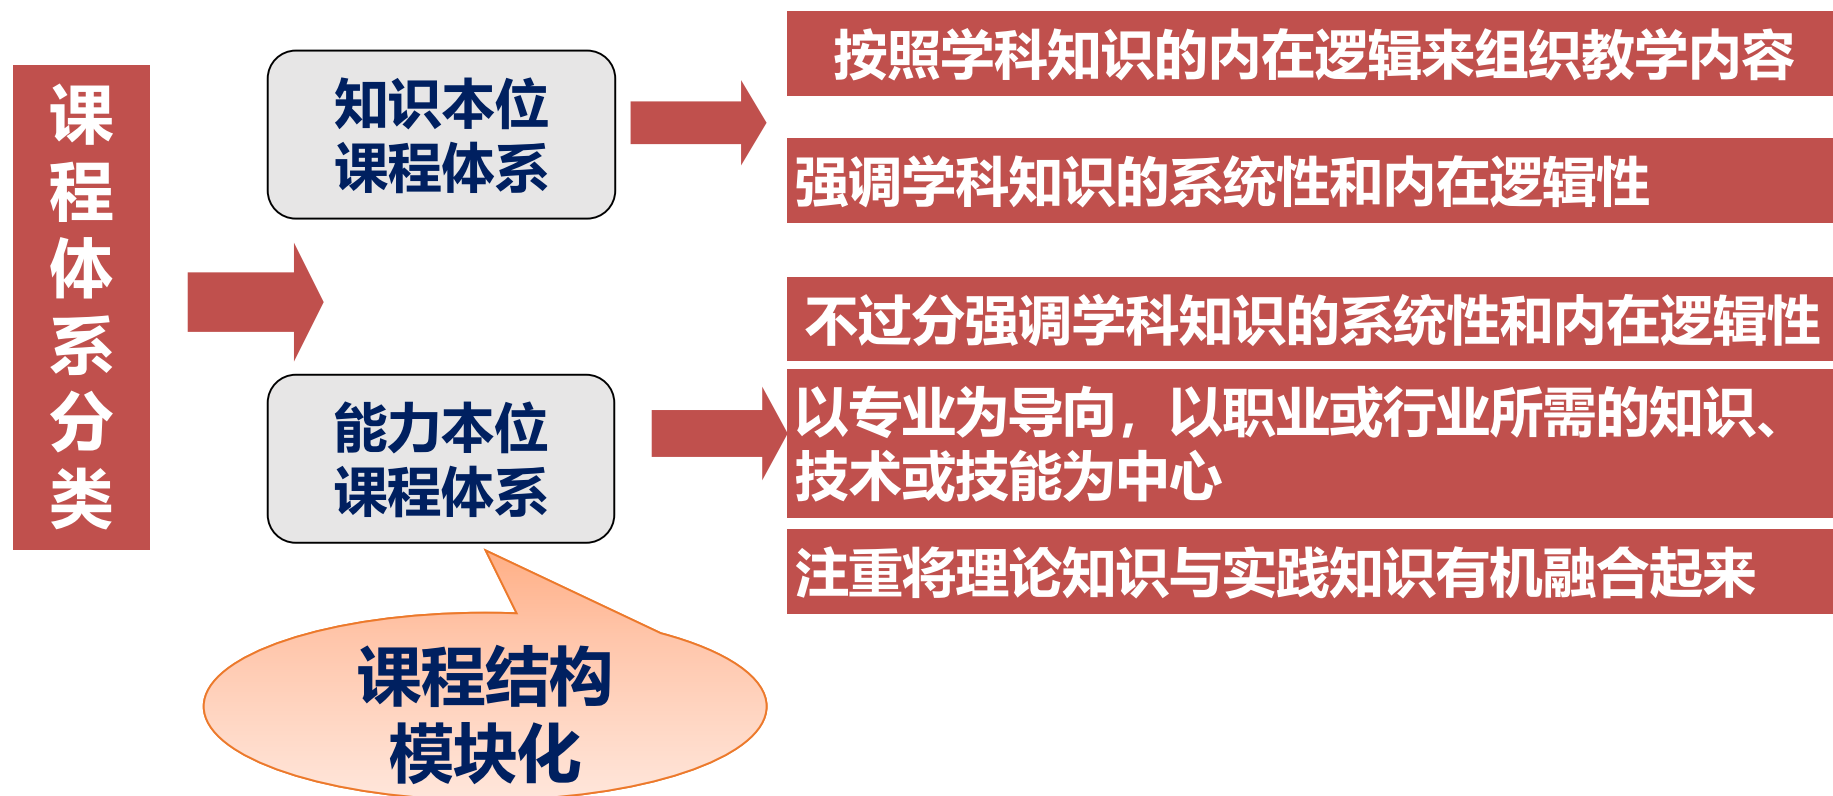 课程体系分类
知识本位
课程体系
按照学科知识的内在逻辑来组织教学内容
强调学科知识的系统性和内在逻辑性
能力本位
课程体系
不过分强调学科知识的系统性和内在逻辑性
以专业为导向，以职业或行业所需的知识、
技术或技能为中心
注重将理论知识与实践知识有机融合起来
课程结构
模块化